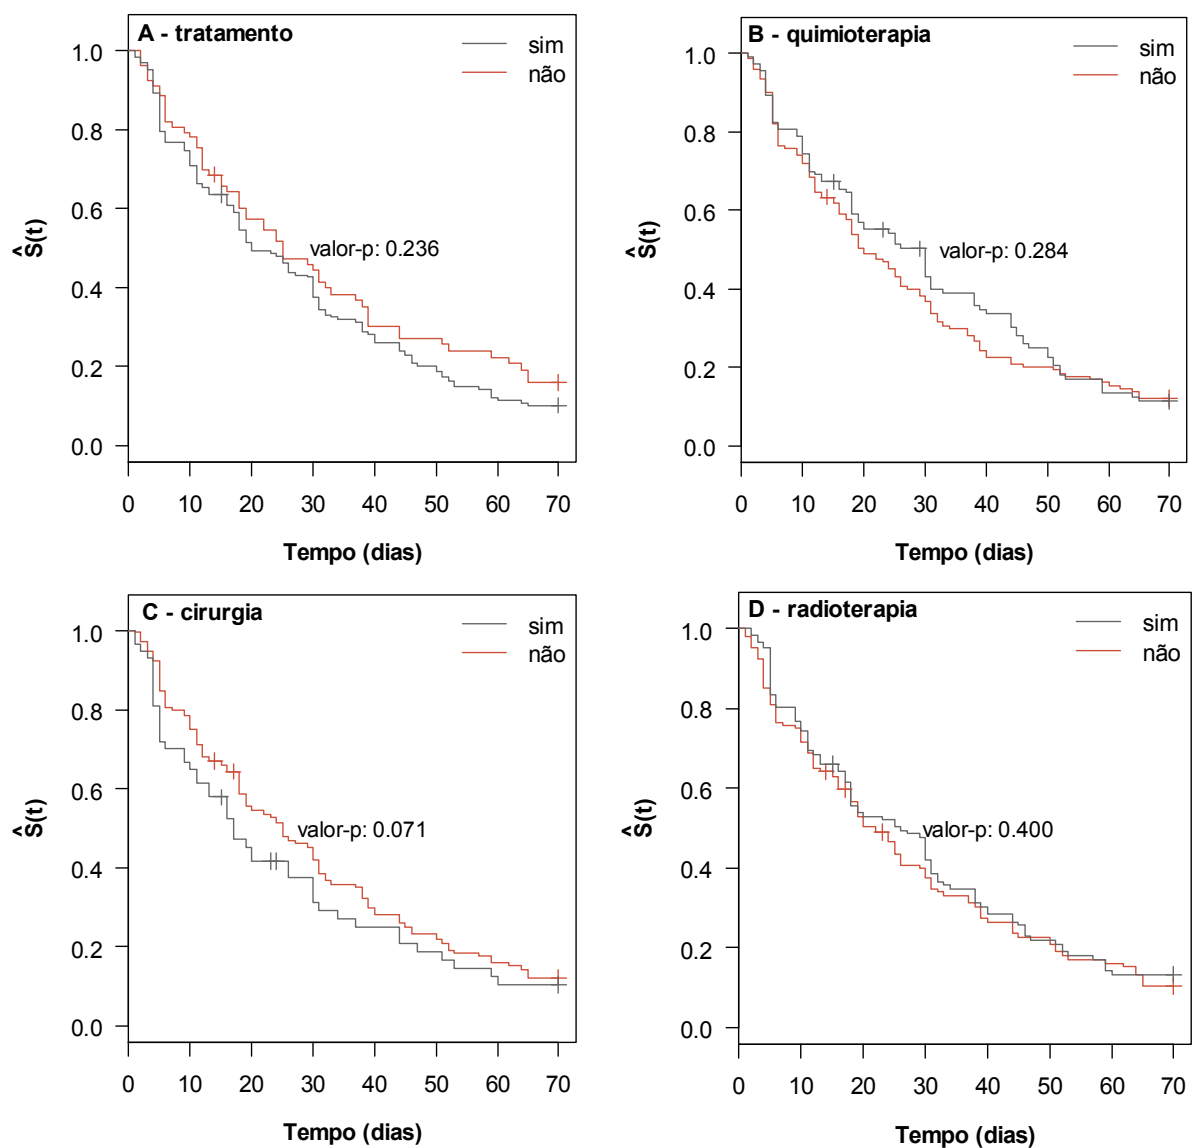 A - tratamento
sim
não
valor-p: 0.236
Ŝ(t)
1.0
0.8
0.6
0.4
0.2
0.0
0 10 20 30 40 50 60 70
Tempo (dias)
B - quimioterapia
sim
não
valor-p: 0.284
Ŝ(t)
1.0
0.8
0.6
0.4
0.2
0.0
0 10 20 30 40 50 60 70
Tempo (dias)
C - cirurgia
sim
não
valor-p: 0.071
Ŝ(t)
1.0
0.8
0.6
0.4
0.2
0.0
0 10 20 30 40 50 60 70
Tempo (dias)
D - radioterapia
sim
não
valor-p: 0.400
Ŝ(t)
1.0
0.8
0.6
0.4
0.2
0.0
0 10 20 30 40 50 60 70
Tempo (dias)